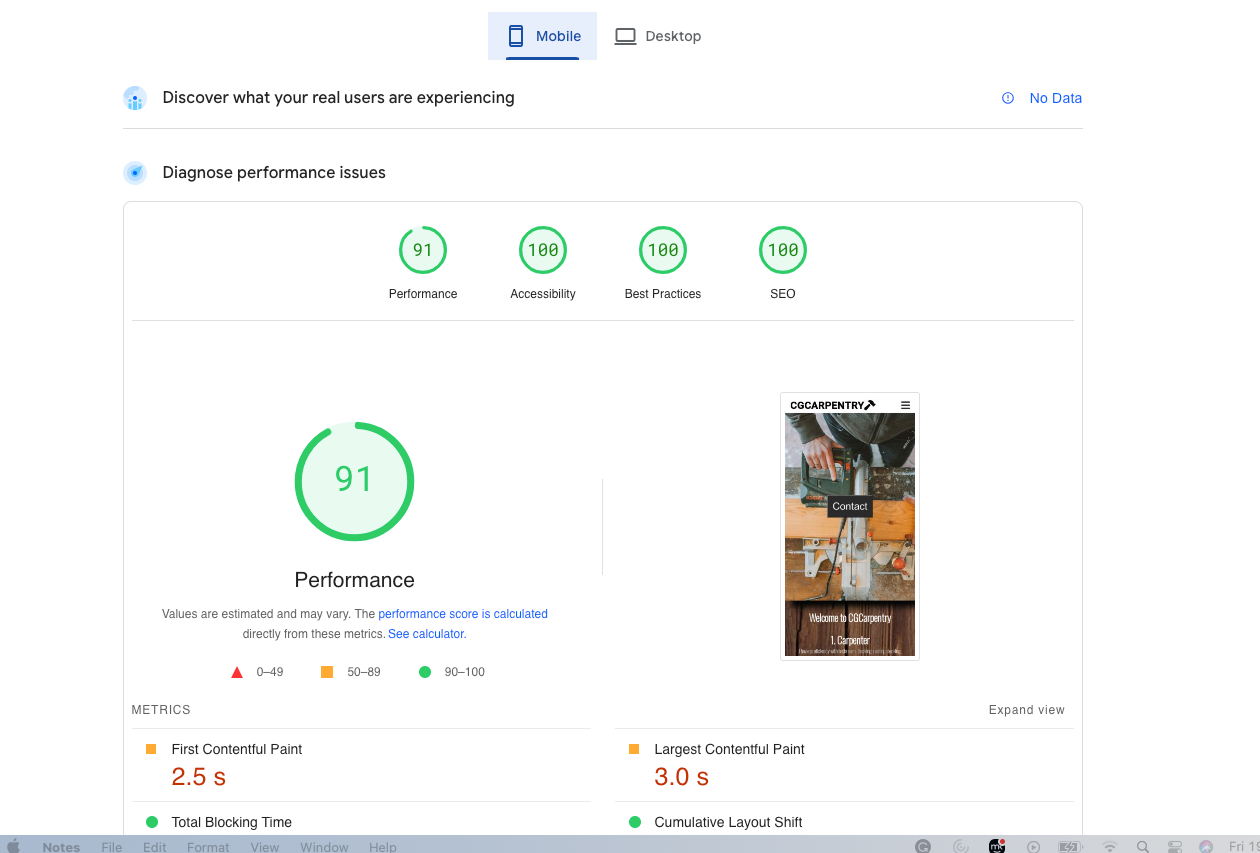 Mobile
Desktop
Discover what your real users are experiencing
No Data
Diagnose performance issues
91
100
100
100
Performance
Accessibility
Best Practices
SEO
CGCARPENTRY
Contact
Welcome to CGCarpentry
1. Carpenter
91
Performance
Values are estimated and may vary. The performance score is calculated
directly from these metrics. See calculator.
0–49
50–89
90–100
METRICS
Expand view
First Contentful Paint
2.5 s
Largest Contentful Paint
3.0 s
Total Blocking Time
Cumulative Layout Shift
Notes File Edit Format View Window Help
Fri